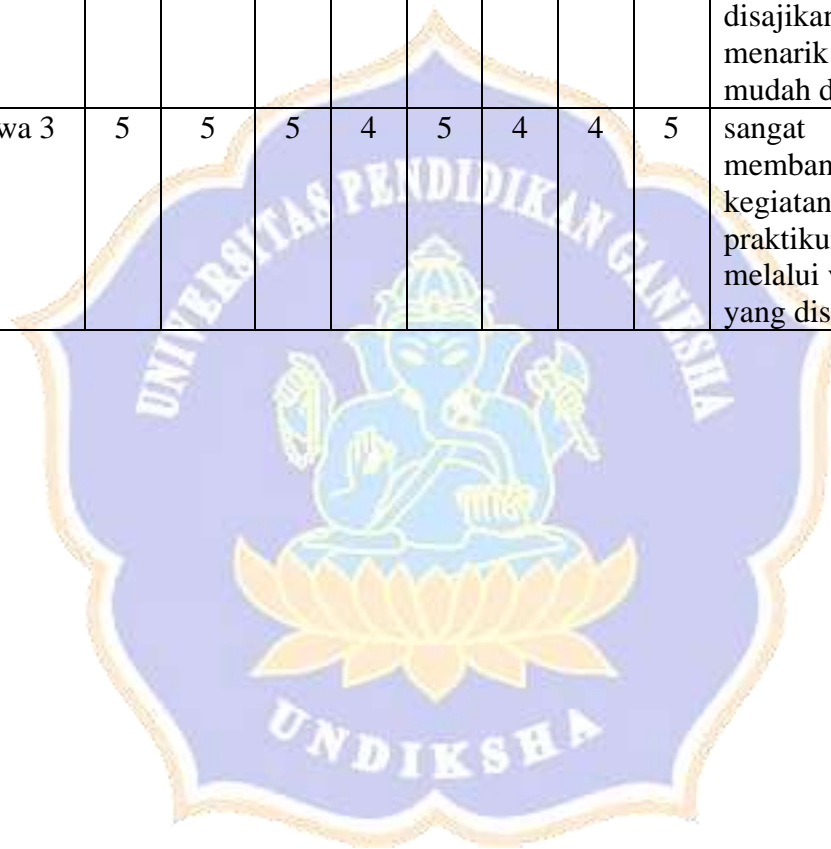 disajikan
menarik
mudah d
wa 3 5 5 5 4 5 4 4 5 sangat
memban
kegiatan
praktiku
melalui v
yang dis
UNIVERSITAS PENDIDIKAN GANESHA
UNDIKSHA